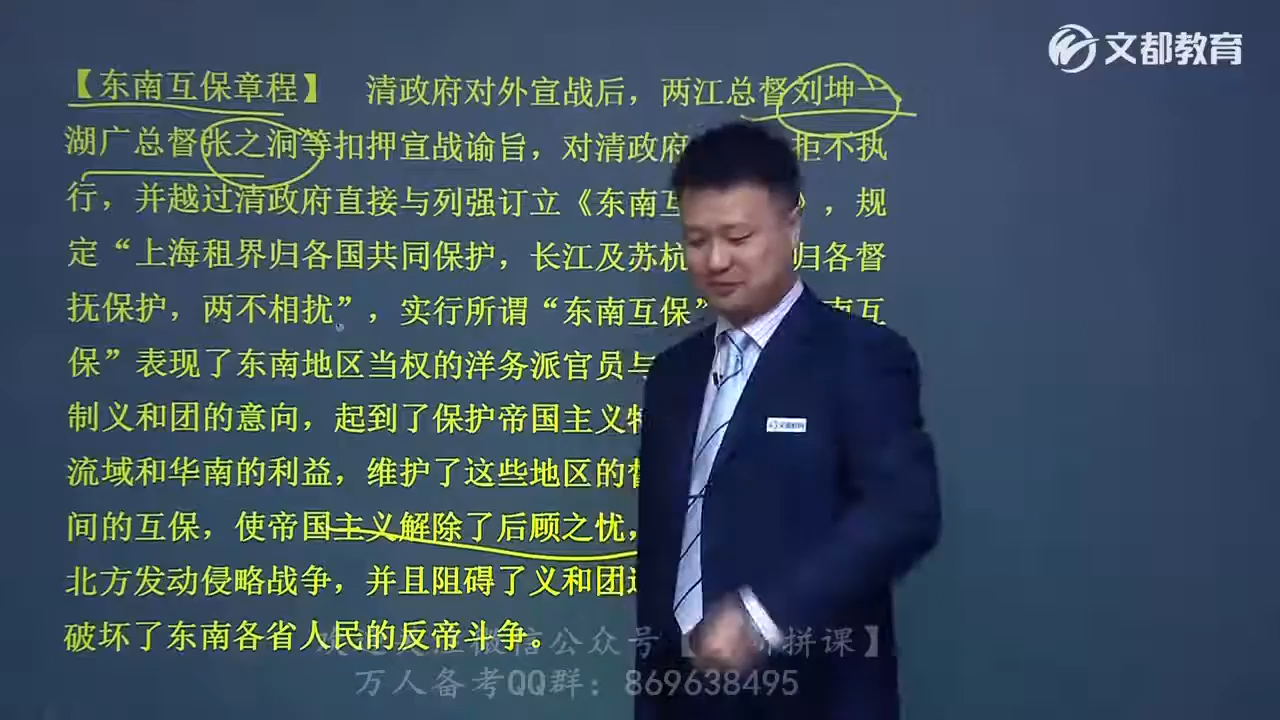 文都教育
【东南互保章程】 清政府对外宣战后，两江总督刘坤一
湖广总督张之洞等扣押宣战谕旨，对清政府 拒不执
行，并越过清政府直接与列强订立《东南互 》，规
定“上海租界归各国共同保护，长江及苏杭 归各督
抚保护，两不相扰”，实行所谓“东南互保” 南互
保”表现了东南地区当权的洋务派官员与
制义和团的意向，起到了保护帝国主义特
流域和华南的利益，维护了这些地区的督
间的互保，使帝国主义解除了后顾之忧，
北方发动侵略战争，并且阻碍了义和团运
破坏了东南各省人民的反帝斗争。
微信公众号【 拼课】
万人备考QQ群：869638495